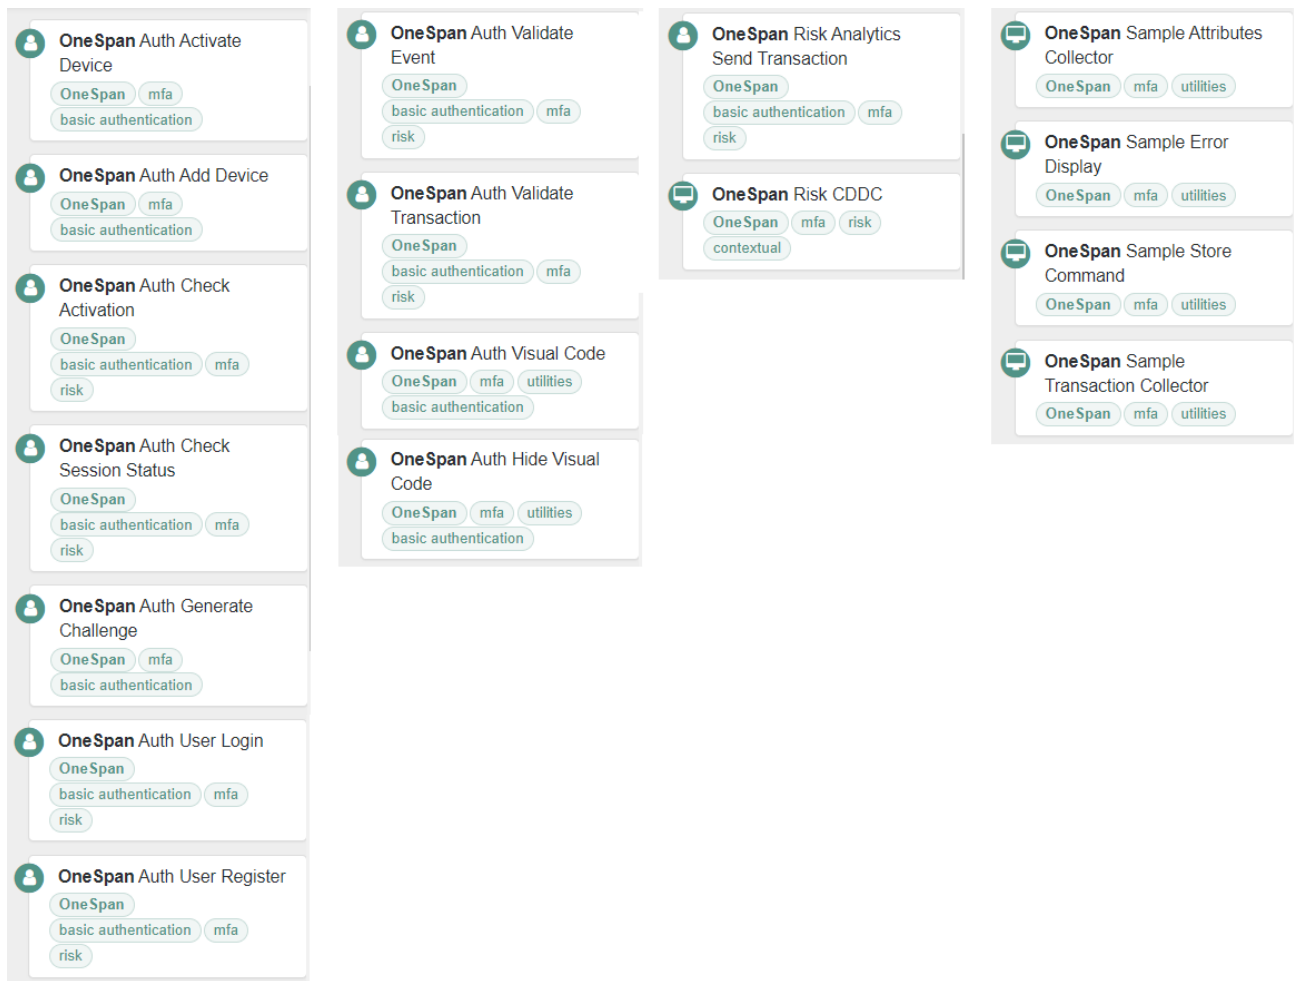 OneSpan Auth Activate
Device
OneSpan mfa
basic authentication
OneSpan Auth Add Device
OneSpan mfa
basic authentication
OneSpan Auth Check
Activation
OneSpan
basic authentication mfa
risk
OneSpan Auth Check
Session Status
OneSpan
basic authentication mfa
risk
OneSpan Auth Generate
Challenge
OneSpan mfa
basic authentication
OneSpan Auth User Login
OneSpan
basic authentication mfa
risk
OneSpan Auth User Register
OneSpan
basic authentication mfa
risk
OneSpan Auth Validate
Event
OneSpan
basic authentication mfa
risk
OneSpan Auth Validate
Transaction
OneSpan
basic authentication mfa
risk
OneSpan Auth Visual Code
OneSpan mfa utilities
basic authentication
OneSpan Auth Hide Visual
Code
OneSpan mfa utilities
basic authentication
OneSpan Risk Analytics
Send Transaction
OneSpan
basic authentication mfa
risk
OneSpan Risk CDDC
OneSpan mfa risk
contextual
OneSpan Sample Attributes
Collector
OneSpan mfa utilities
OneSpan Sample Error
Display
OneSpan mfa utilities
OneSpan Sample Store
Command
OneSpan mfa utilities
OneSpan Sample
Transaction Collector
OneSpan mfa utilities